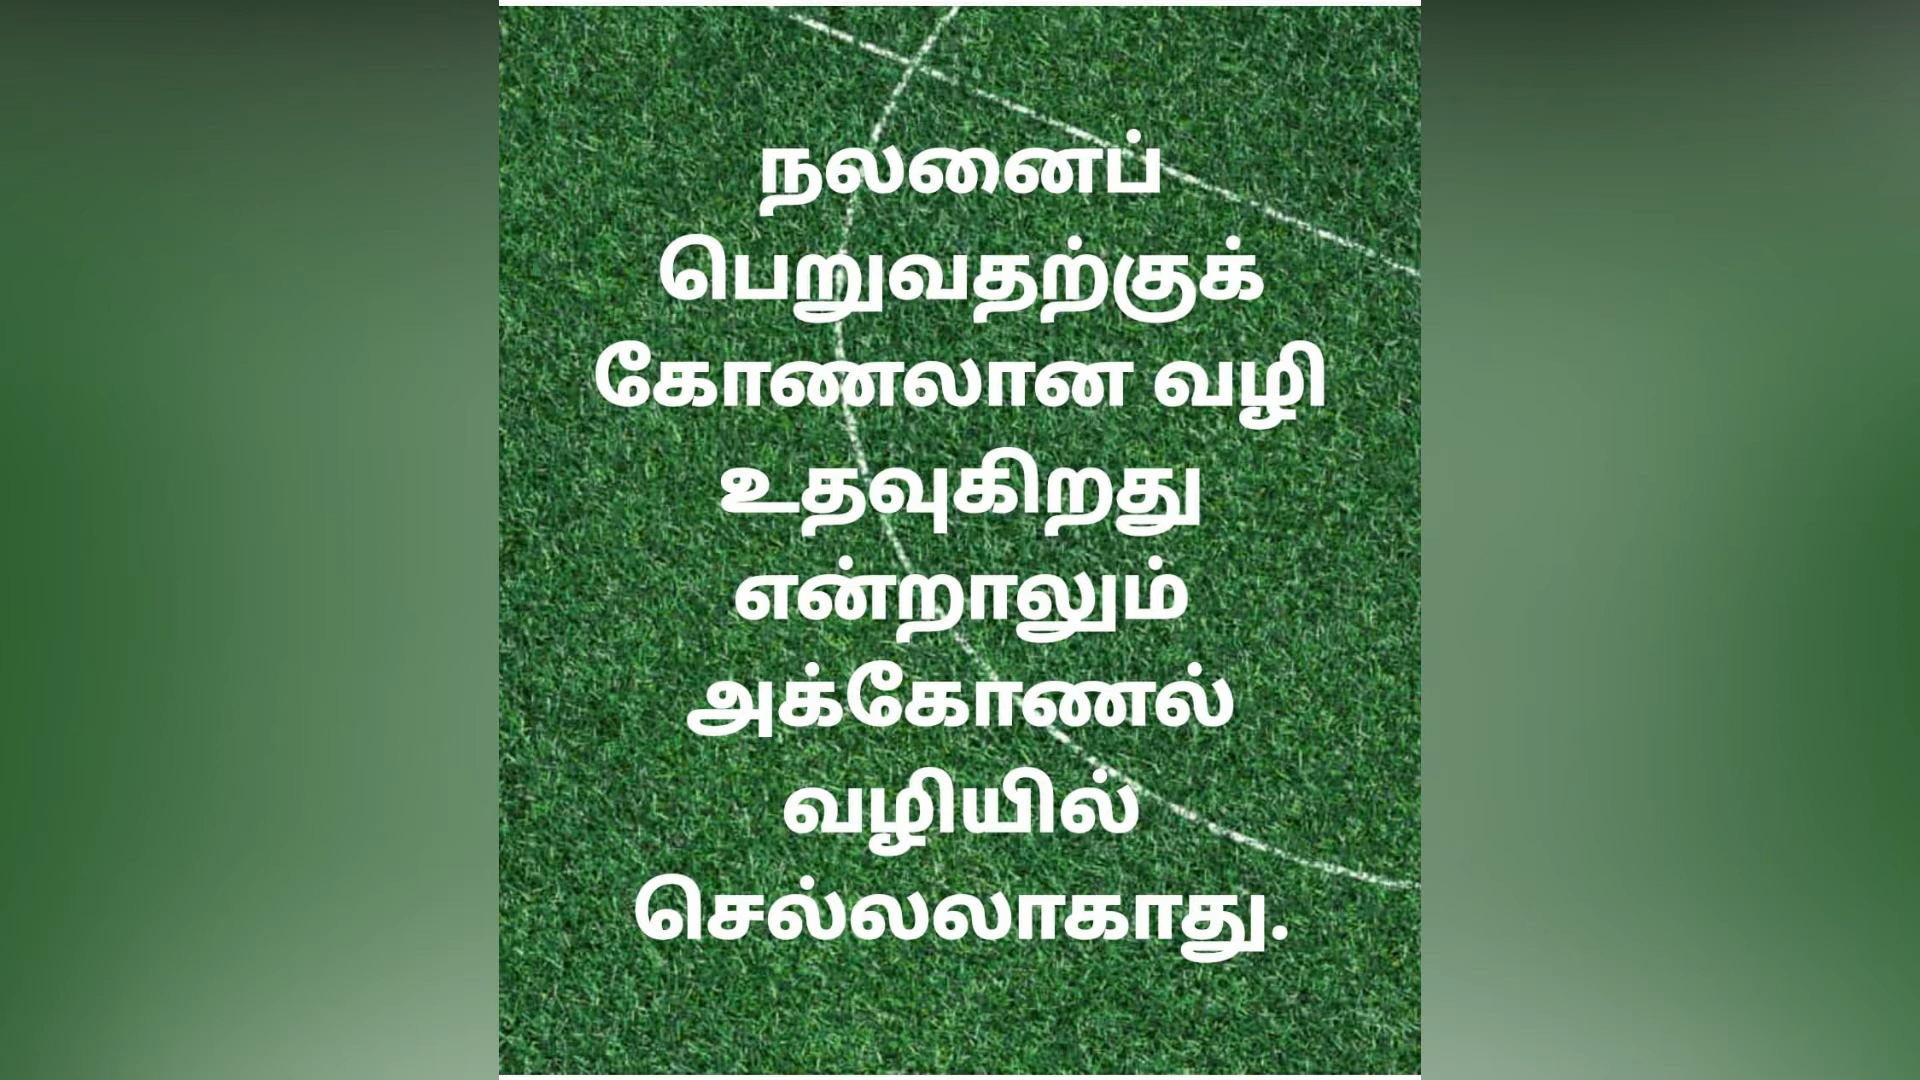 நலனைப்
பெறுவதற்குக்
கோணலான வழி
உதவுகிறது
என்றாலும்
அக்கோணல்
வழியில்
செல்லலாகாது.